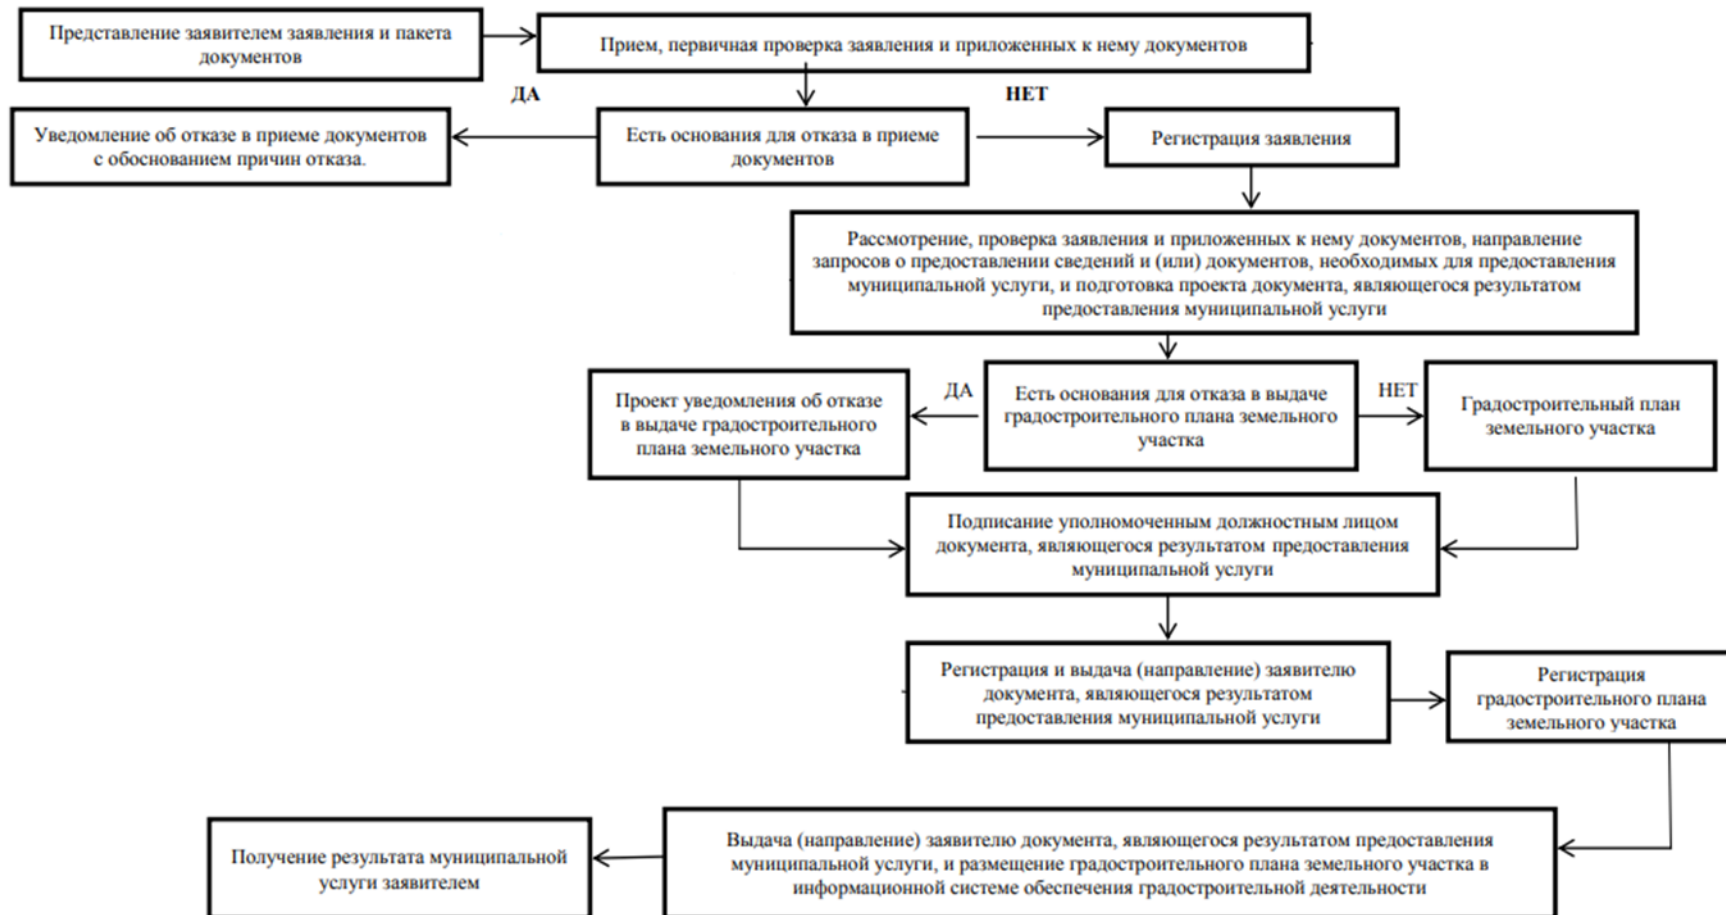 Представление заявителем заявления и пакета
документов
Прием, первичная проверка заявления и приложенных к нему документов
ДА
НЕТ
Уведомление об отказе в приеме документов
с обоснованием причин отказа.
Есть основания для отказа в приеме
документов
Регистрация заявления
Рассмотрение, проверка заявления и приложенных к нему документов, направление
запросов о предоставлении сведений и (или) документов, необходимых для предоставления
муниципальной услуги, и подготовка проекта документа, являющегося результатом
предоставления муниципальной услуги
Проект уведомления об отказе
в выдаче градостроительного
плана земельного участка
ДА
Есть основания для отказа в выдаче
градостроительного плана земельного
участка
НЕТ
Градостроительный план
земельного участка
Подписание уполномоченным должностным лицом
документа, являющегося результатом предоставления
муниципальной услуги
Регистрация и выдача (направление) заявителю
документа, являющегося результатом
предоставления муниципальной услуги
Регистрация
градостроительного плана
земельного участка
Получение результата муниципальной
услуги заявителем
Выдача (направление) заявителю документа, являющегося результатом предоставления
муниципальной услуги, и размещение градостроительного плана земельного участка в
информационной системе обеспечения градостроительной деятельности